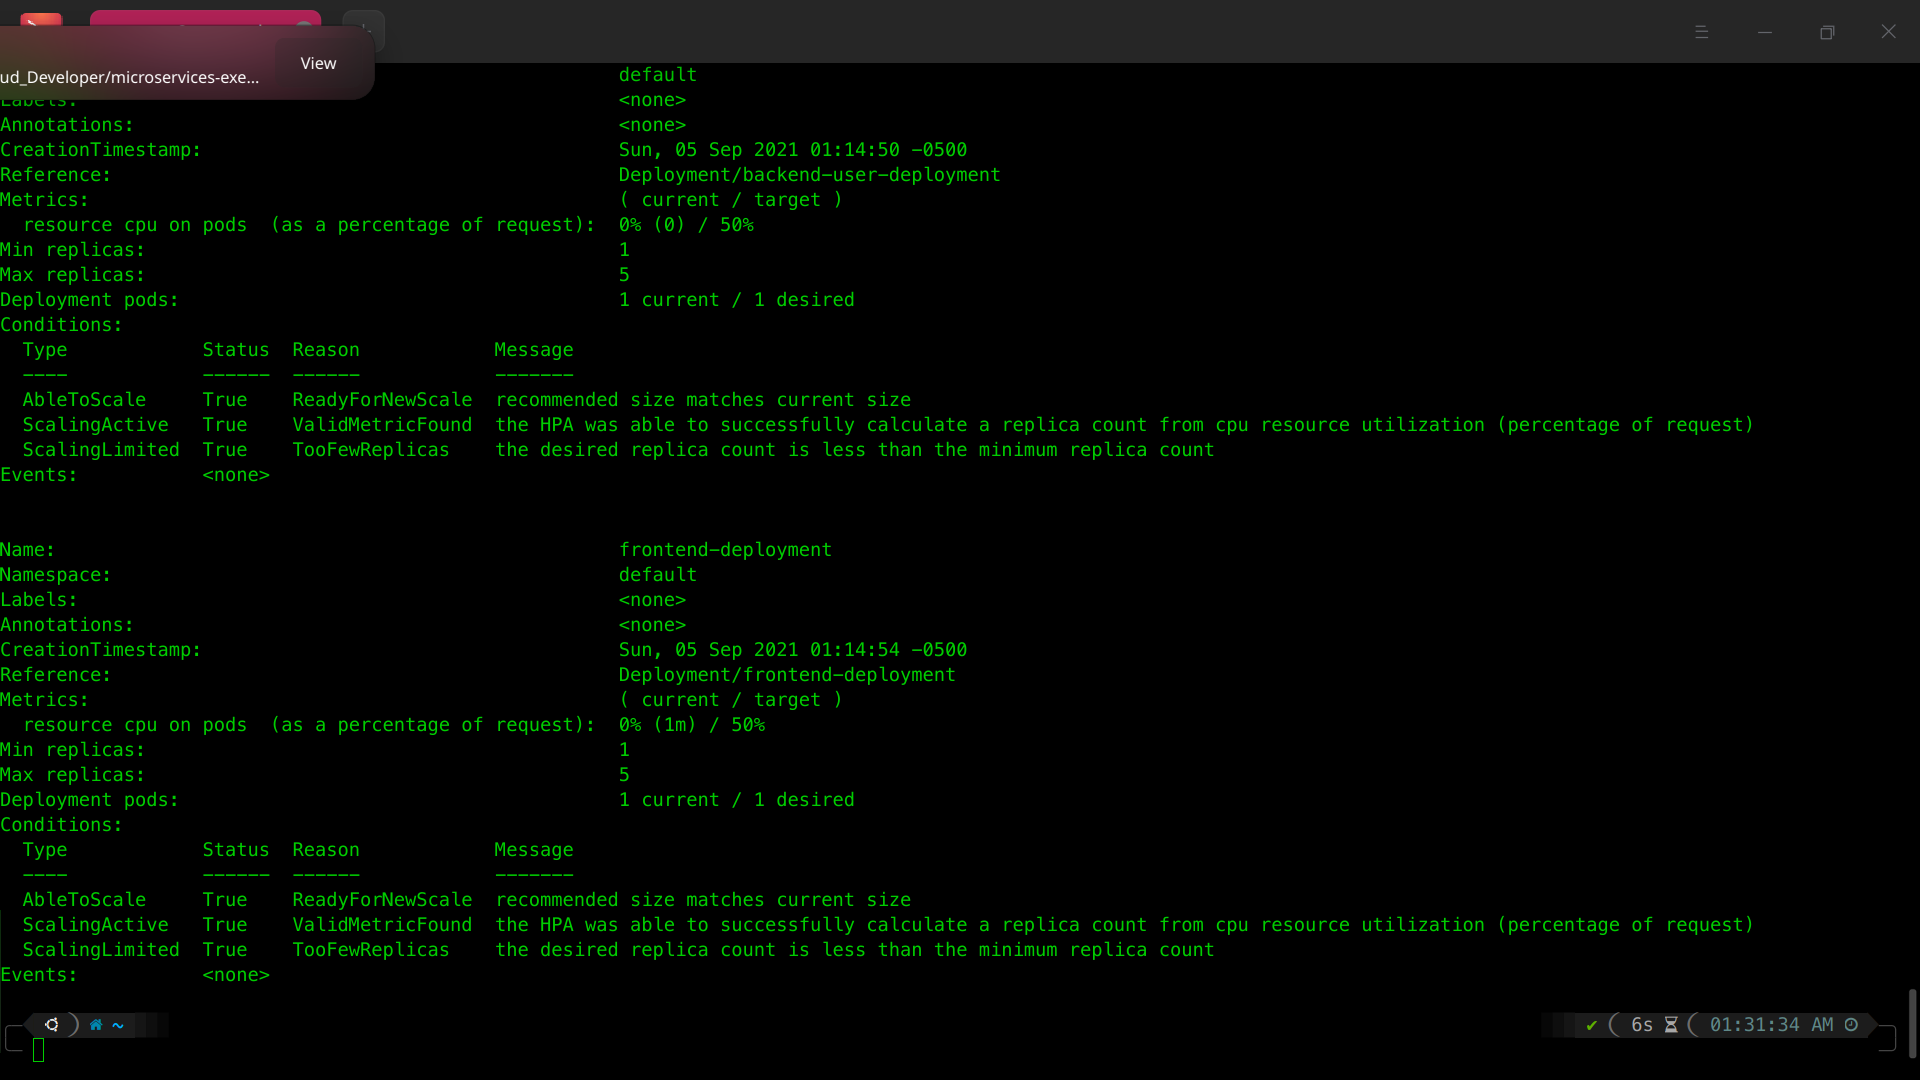 View
ud_Developer/microservices-exe...
default
Labels: <none>
Annotations: <none>
CreationTimestamp: Sun, 05 Sep 2021 01:14:50 -0500
Reference: Deployment/backend-user-deployment
Metrics: ( current / target )
resource cpu on pods  (as a percentage of request): 0% (0) / 50%
Min replicas: 1
Max replicas: 5
Deployment pods: 1 current / 1 desired
Conditions:
Type Status Reason Message
---- ------ ------ -------
AbleToScale True ReadyForNewScale recommended size matches current size
ScalingActive True ValidMetricFound the HPA was able to successfully calculate a replica count from cpu resource utilization (percentage of request)
ScalingLimited True TooFewReplicas the desired replica count is less than the minimum replica count
Events: <none>
Name: frontend-deployment
Namespace: default
Labels: <none>
Annotations: <none>
CreationTimestamp: Sun, 05 Sep 2021 01:14:54 -0500
Reference: Deployment/frontend-deployment
Metrics: ( current / target )
resource cpu on pods  (as a percentage of request): 0% (1m) / 50%
Min replicas: 1
Max replicas: 5
Deployment pods: 1 current / 1 desired
Conditions:
Type Status Reason Message
---- ------ ------ -------
AbleToScale True ReadyForNewScale recommended size matches current size
ScalingActive True ValidMetricFound the HPA was able to successfully calculate a replica count from cpu resource utilization (percentage of request)
ScalingLimited True TooFewReplicas the desired replica count is less than the minimum replica count
Events: <none>
~ ✔ 6s 01:31:34 AM